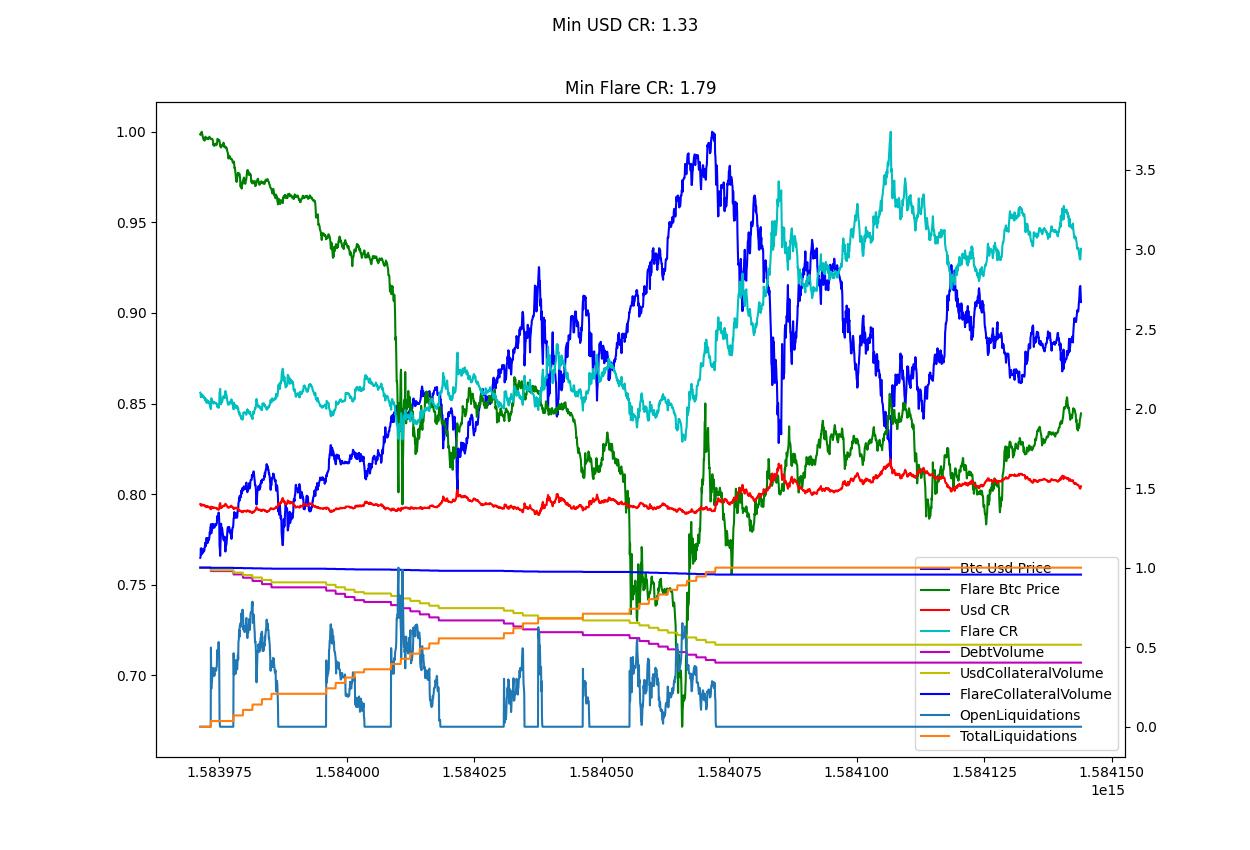 Min USD CR: 1.33
Min Flare CR: 1.79
1.00
0.95
0.90
0.85
0.80
0.75
0.70
3.5
3.0
2.5
2.0
1.5
1.0
0.5
0.0
Btc Usd Price
Flare Btc Price
Usd CR
Flare CR
DebtVolume
UsdCollateralVolume
FlareCollateralVolume
OpenLiquidations
TotalLiquidations
1.583975 1.584000 1.584025 1.584050 1.584075 1.584100 1.584125 1.584150
1e15